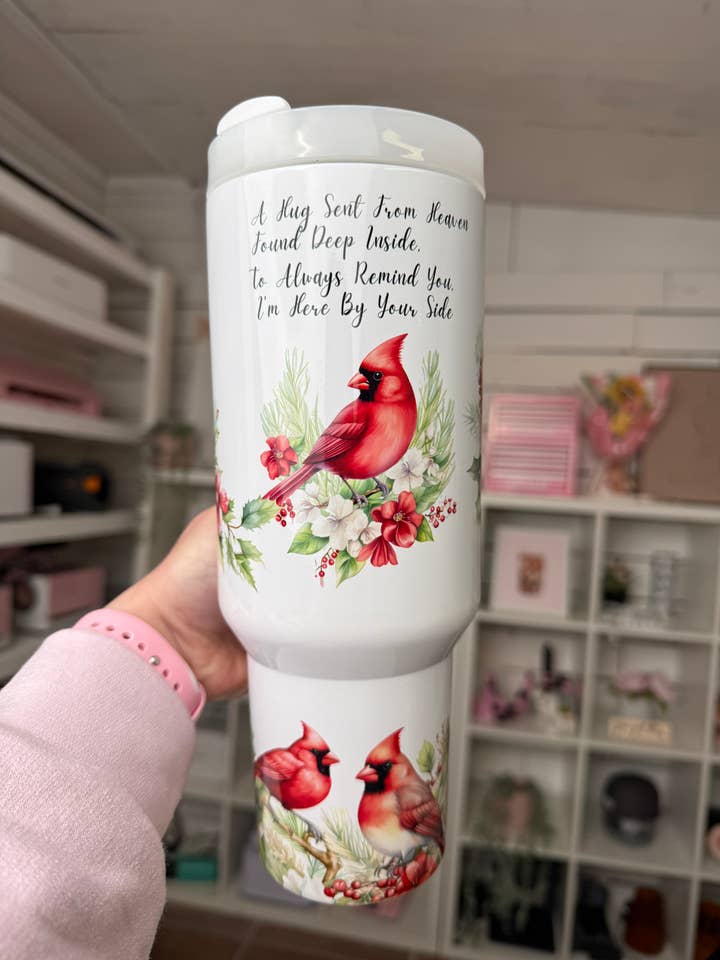 A Hug Sent From Heaven
Found Deep Inside.
to Always Remind You.
I'm Here By Your Side